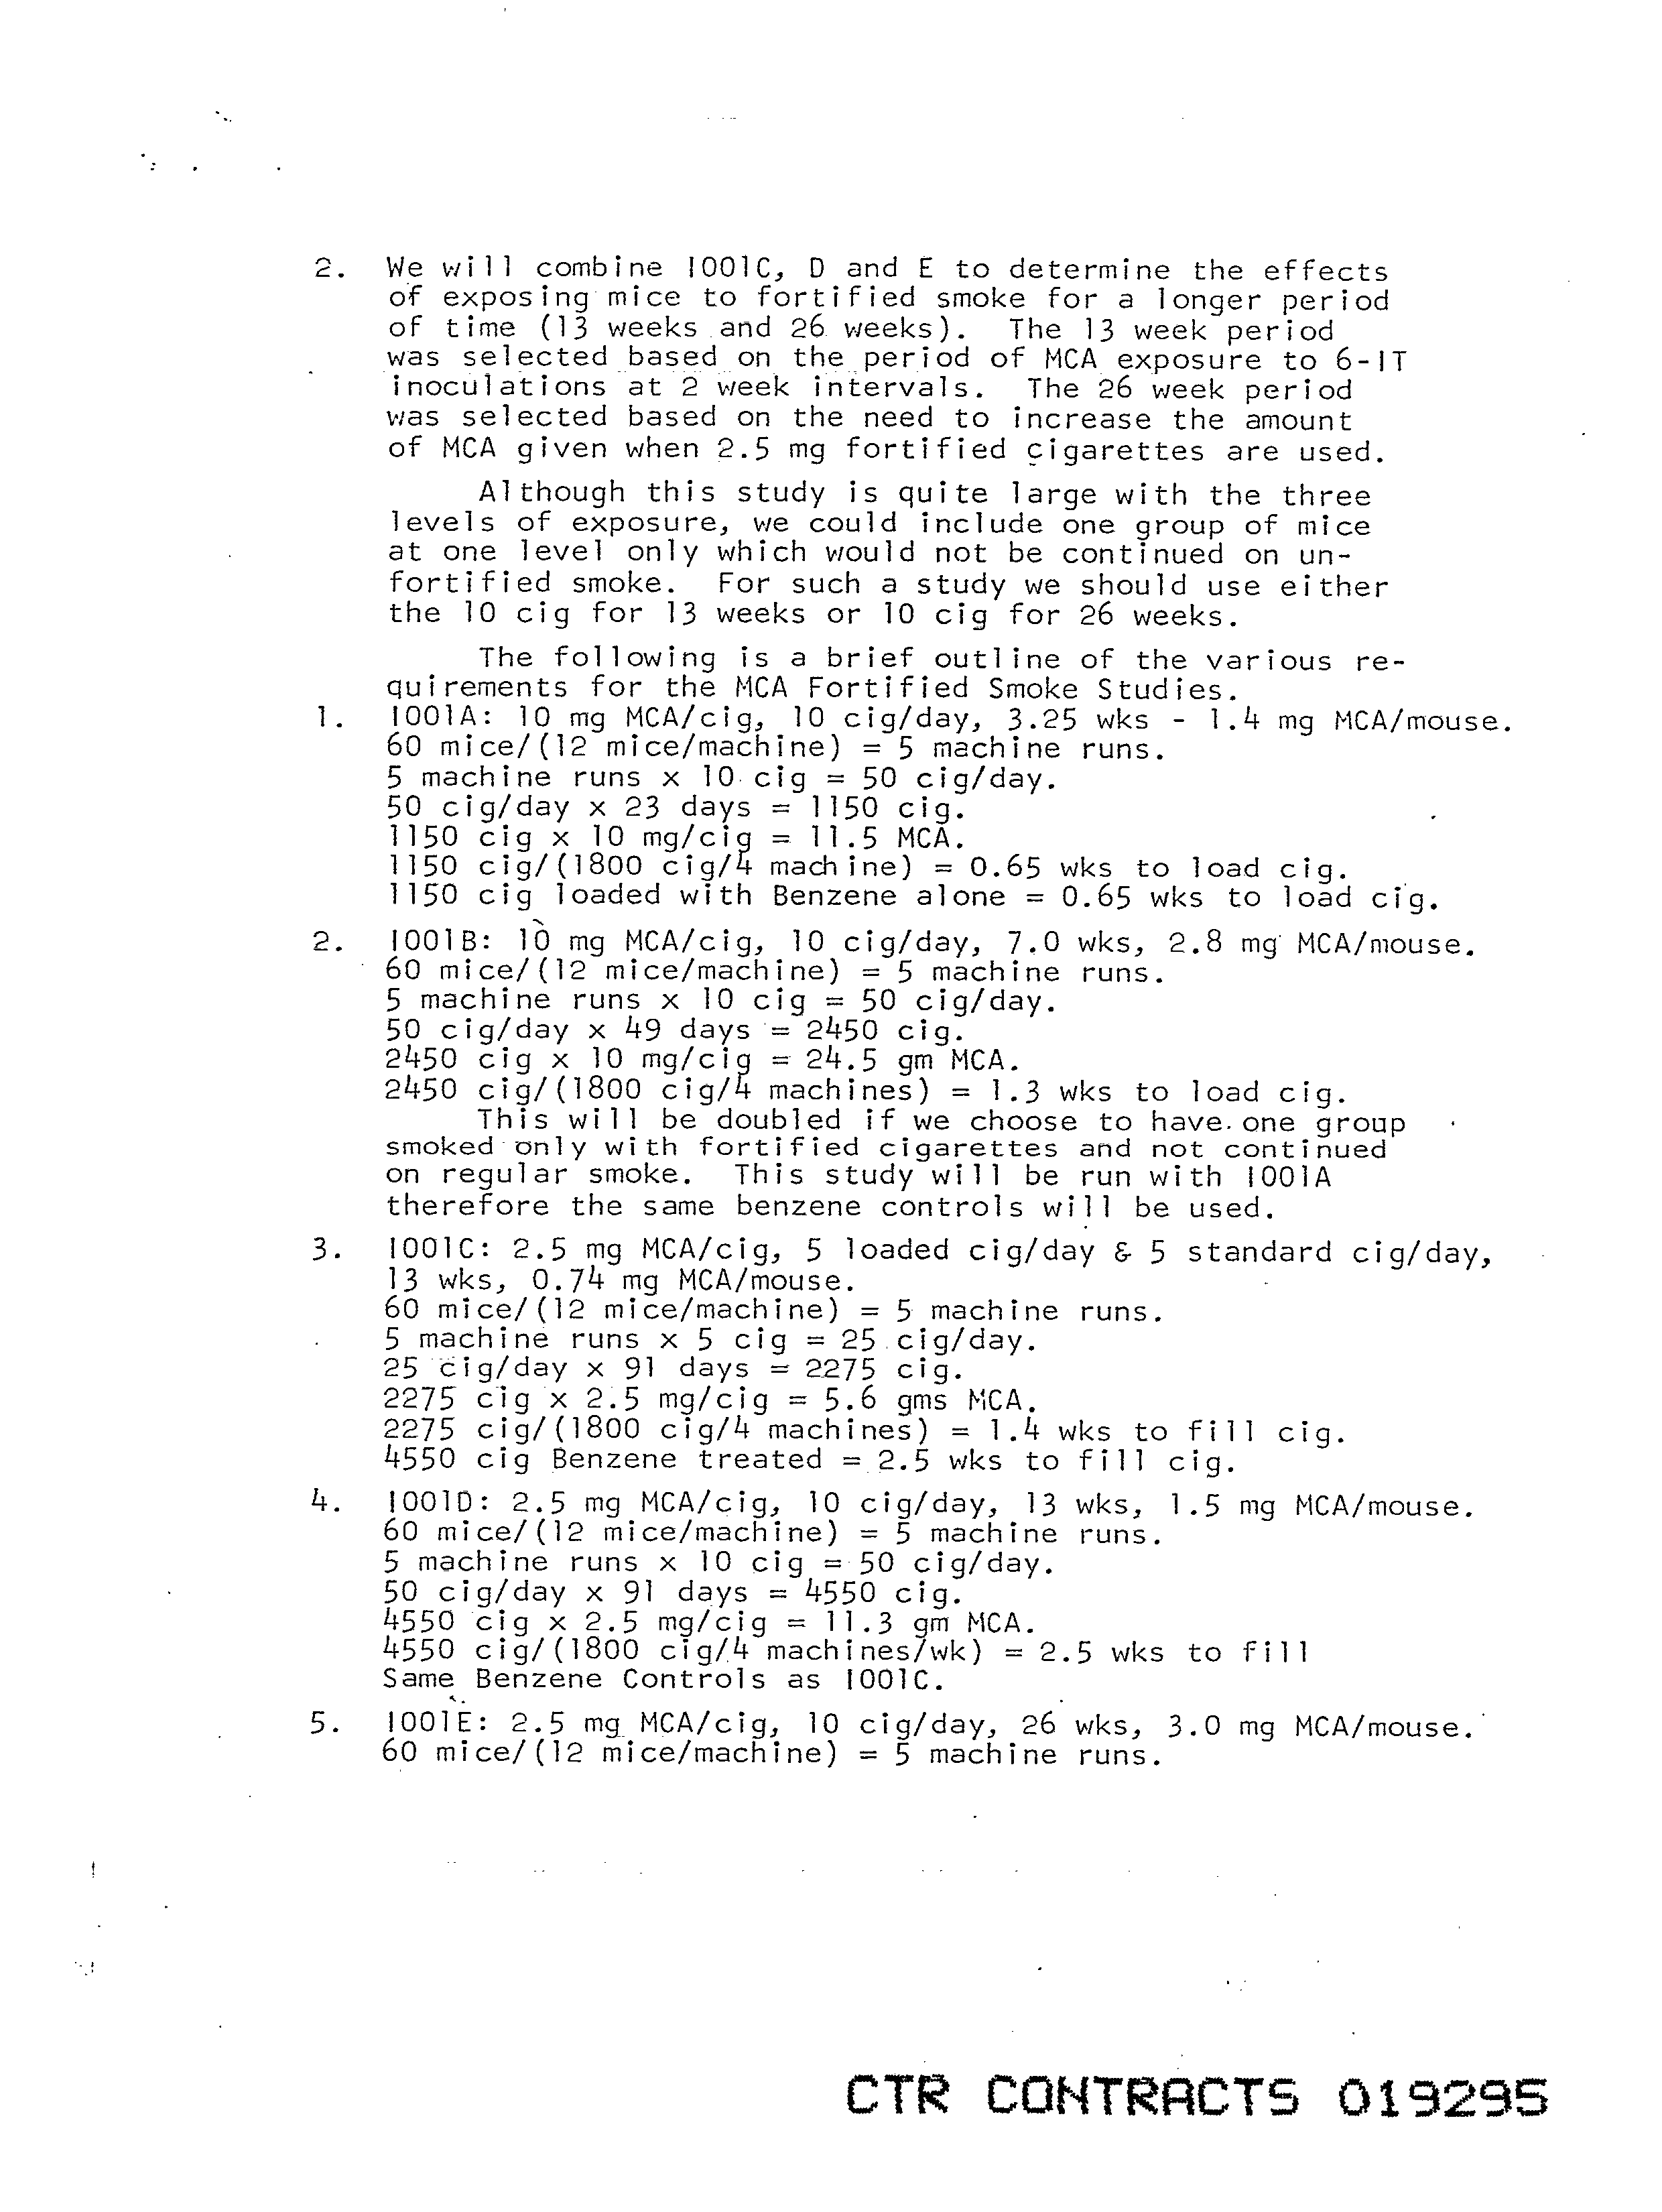 2. We will combine 1001C, D and E to determine the effects
of exposing mice to fortified smoke for a longer period
of time (13 weeks and 26 weeks). The 13 week period
was selected based on the period of MCA exposure to 6-IT
inoculations at 2 week intervals. The 26 week period
was selected based on the need to increase the amount
of MCA given when 2.5 mg fortified cigarettes are used.
Although this study is quite large with the three
levels of exposure, we could include one group of mice
at one level only which would not be continued on un-
fortified smoke. For such a study we should use either
the 10 cig for 13 weeks or 10 cig for 26 weeks.
The following is a brief outline of the various re-
quirements for the MCA Fortified Smoke Studies.
1. 1001A: 10 mg MCA/cig, 10 cig/day, 3.25 wks - 1.4 mg MCA/mouse.
60 mice/(12 mice/machine) = 5 machine runs.
5 machine runs x 10 cig = 50 cig/day.
50 cig/day x 23 days = 1150 cig.
1150 cig x 10 mg/cig = 11.5 MCA.
1150 cig/(1800 cig/4 machine) = 0.65 wks to load cig.
1150 cig loaded with Benzene alone = 0.65 wks to load cig.
2. 1001B: 10 mg MCA/cig, 10 cig/day, 7.0 wks, 2.8 mg MCA/mouse.
60 mice/(12 mice/machine) = 5 machine runs.
5 machine runs x 10 cig = 50 cig/day.
50 cig/day x 49 days = 2450 cig.
2450 cig x 10 mg/cig = 24.5 gm MCA.
2450 cig/(1800 cig/4 machines) = 1.3 wks to load cig.
This will be doubled if we choose to have one group
smoked only with fortified cigarettes and not continued
on regular smoke. This study will be run with 1001A
therefore the same benzene controls will be used.
3. 1001C: 2.5 mg MCA/cig, 5 loaded cig/day & 5 standard cig/day,
13 wks, 0.74 mg MCA/mouse.
60 mice/(12 mice/machine) = 5 machine runs.
5 machine runs x 5 cig = 25 cig/day.
25 cig/day x 91 days = 2275 cig.
2275 cig x 2.5 mg/cig = 5.6 gms MCA.
2275 cig/(1800 cig/4 machines) = 1.4 wks to fill cig.
4550 cig Benzene treated = 2.5 wks to fill cig.
4. 1001D: 2.5 mg MCA/cig, 10 cig/day, 13 wks, 1.5 mg MCA/mouse.
60 mice/(12 mice/machine) = 5 machine runs.
5 machine runs x 10 cig = 50 cig/day.
50 cig/day x 91 days = 4550 cig.
4550 cig x 2.5 mg/cig = 11.3 gm MCA.
4550 cig/(1800 cig/4 machines/wk) = 2.5 wks to fill
Same Benzene Controls as 1001C.
5. 1001E: 2.5 mg MCA/cig, 10 cig/day, 26 wks, 3.0 mg MCA/mouse.
60 mice/(12 mice/machine) = 5 machine runs.
CTR CONTRACTS 019295